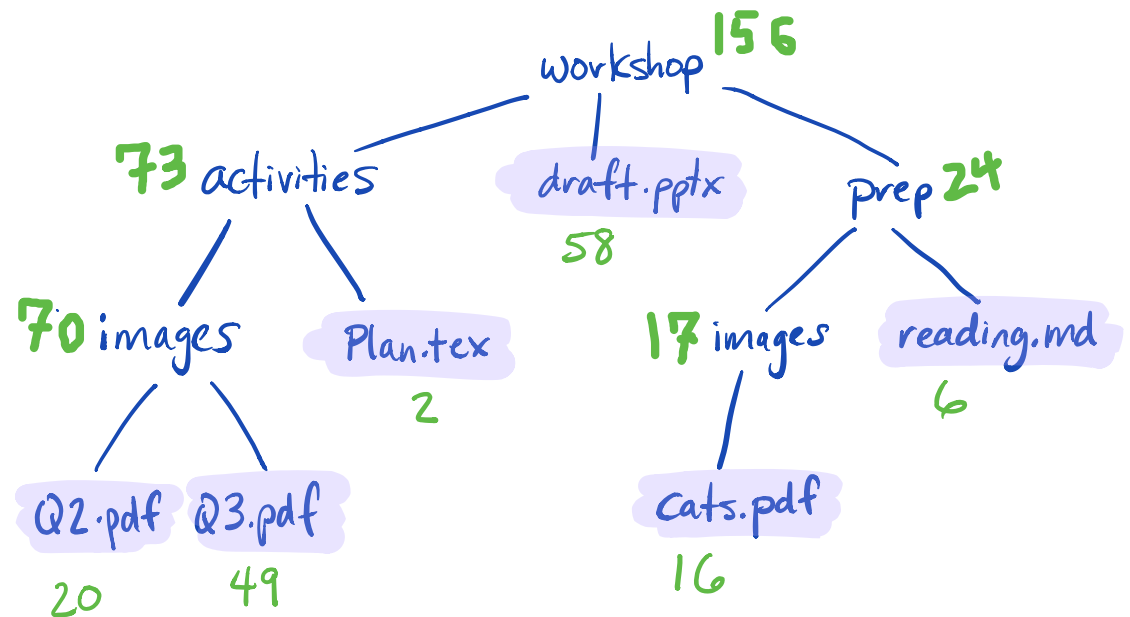 workshop 156
73 activities
draft.pptx
58
prep 24
70 images
Plan.tex
2
17 images
reading.md
6
Q2.pdf
20
Q3.pdf
49
Cats.pdf
16